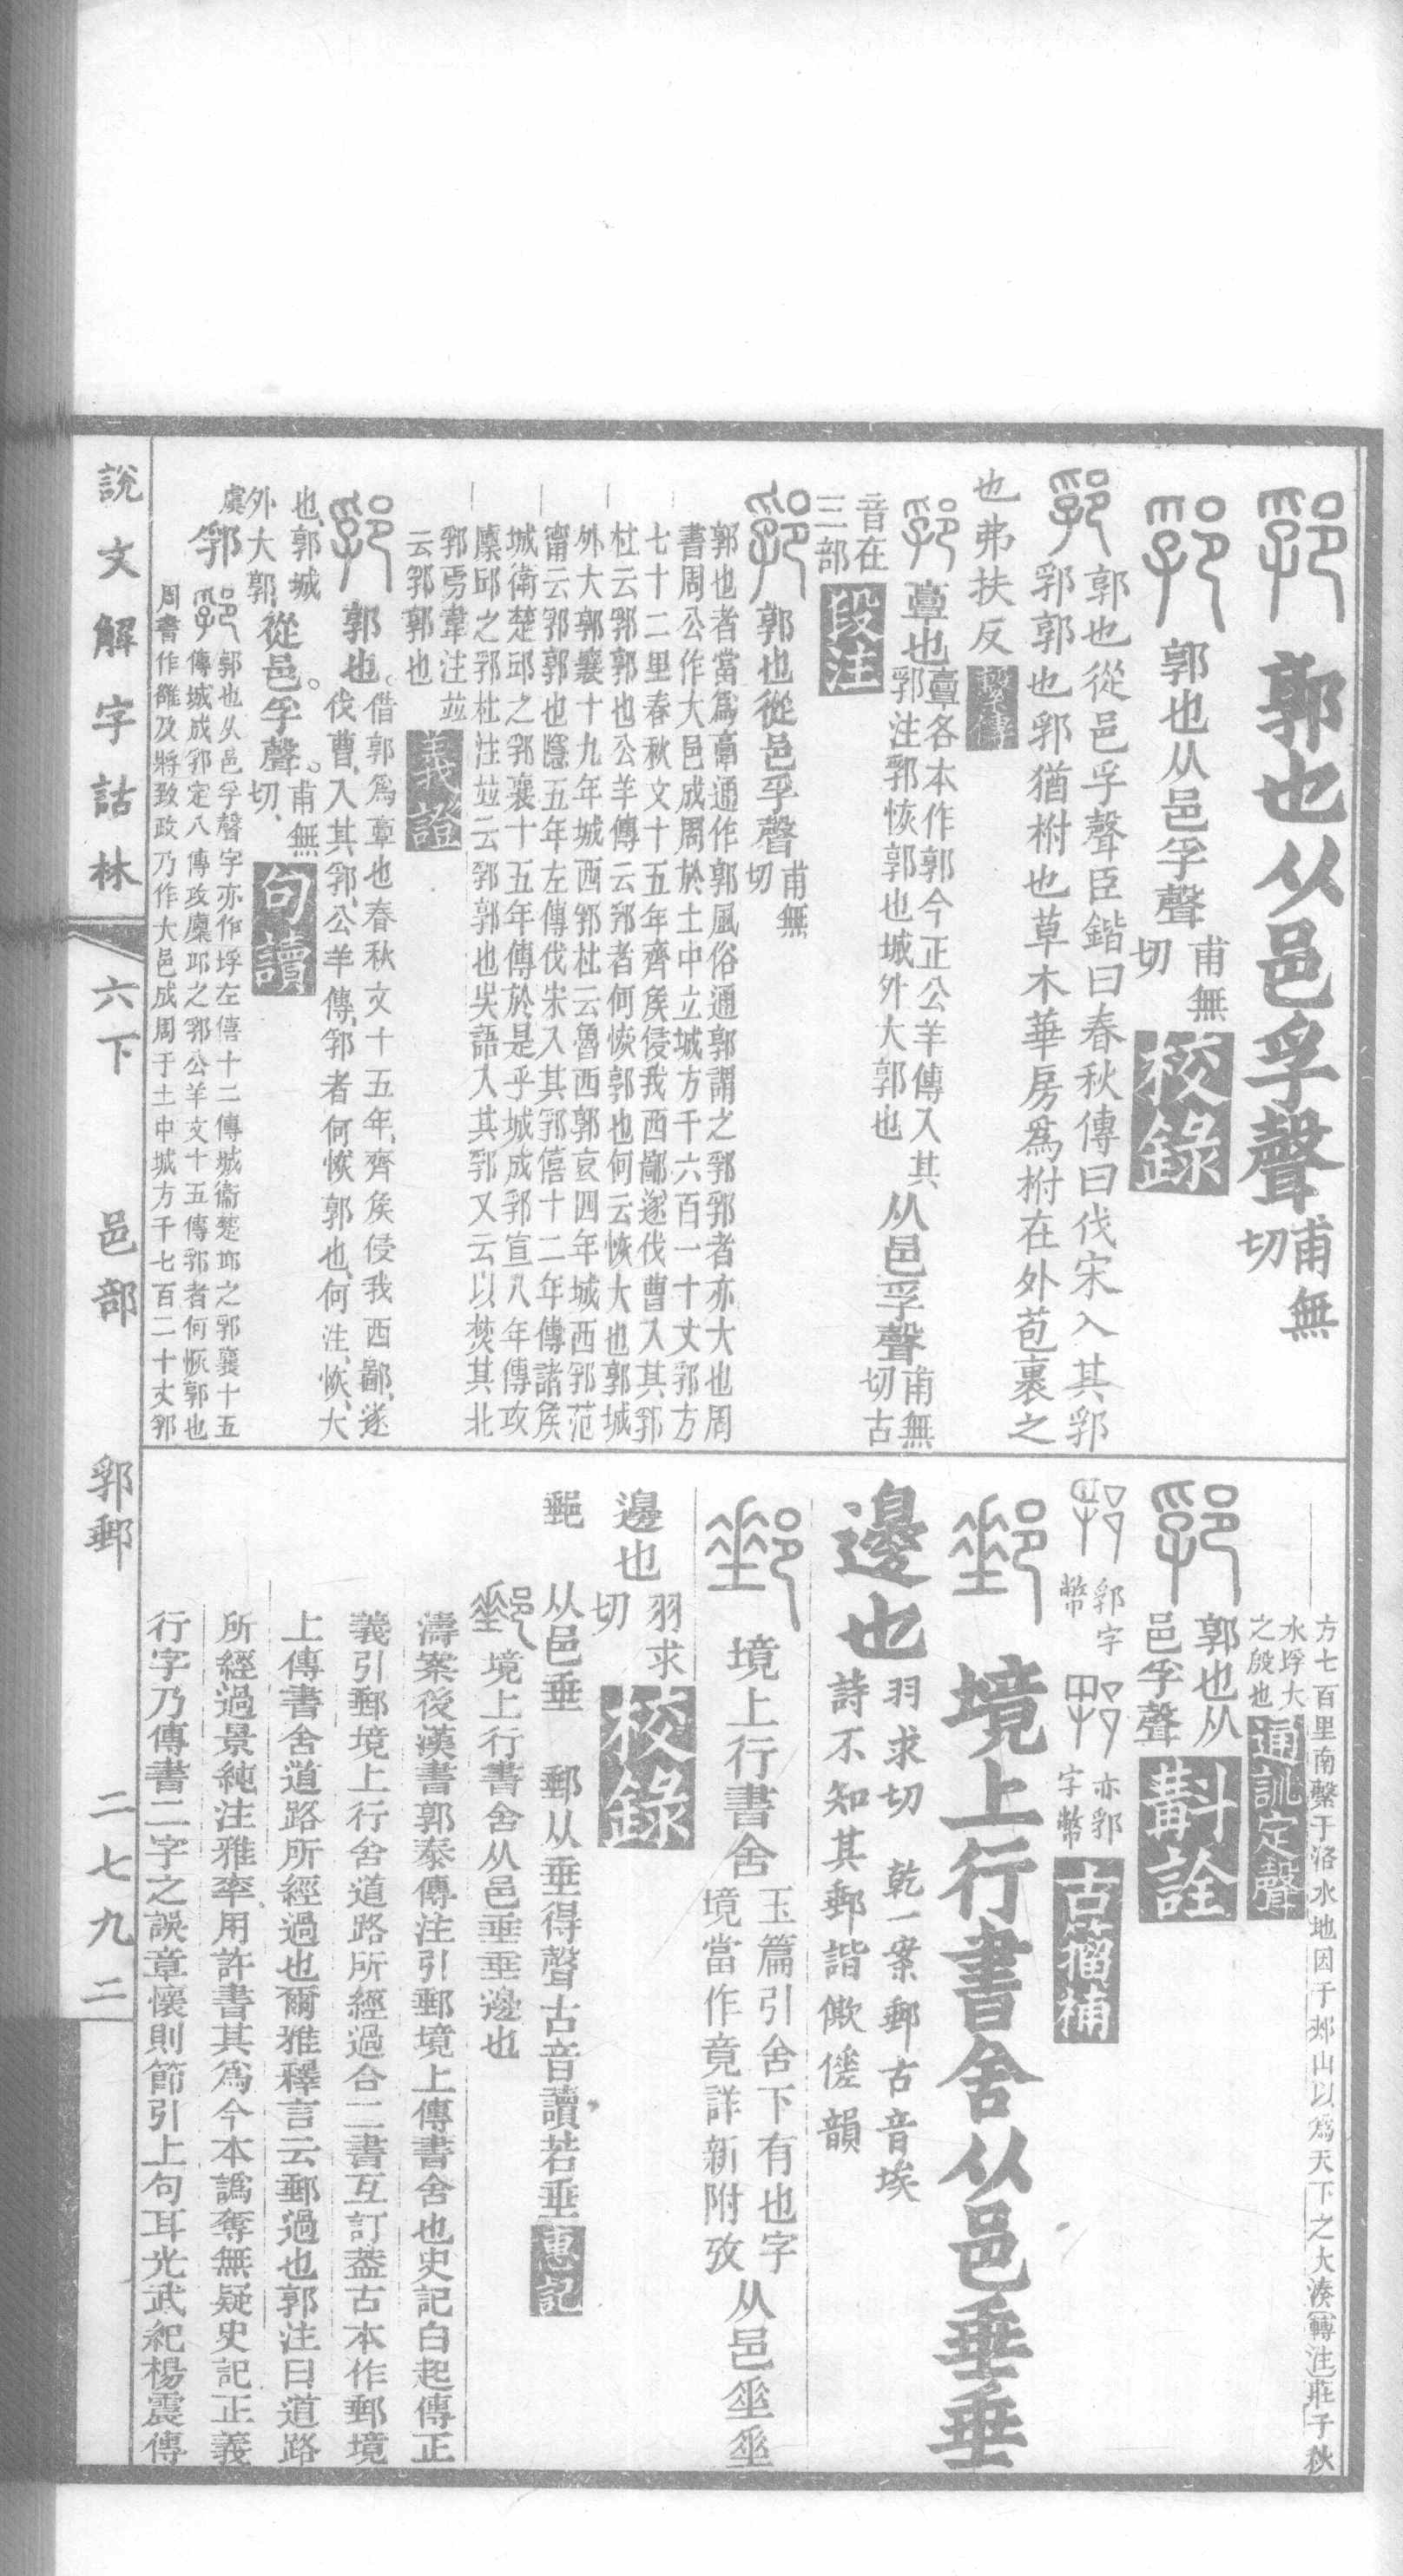 郭也从邑孚聲甫無切
郭也从邑孚聲甫無切 校錄
郭也從邑孚聲臣鍇曰春秋傳曰伐宋入其郛
郛郭也郛猶柎也草木華房爲柎在外苞裹之
也弗扶反 繫傳
𩫏也𩫏各本作郭今正公羊傳入其郛注郭恢郭也城外大郭也从邑孚聲甫無切古
音在三部 段注
郭也從邑孚聲甫無切
郭也者當爲𩫏通作郭風俗通郭謂之郛郛者亦大也周
書周公作大邑成周於土中立城方千六百一十丈郛方
七十二里春秋文十五年齊矦侵我西鄙遂伐曹入其郛
杜云郛郭也公羊傳云郛者何恢郭也何云恢大也郭城
外大郭襄十九年城西郛杜云魯西郭哀四年城西郛范
甯云郛郭也隱五年左傳伐宋入其郛僖十二年傳諸矦
城衞楚邱之郛襄十五年傳於是乎城成郛宣八年傳攻
廩邱之郛杜注竝云郛郭也吳語入其郛又云以焚其北
郛焉韋注竝
云郛郭也 義證
郭也。借郭爲𩫏也春秋文十五年、齊矦侵我西鄙、遂
伐曹、入其郛、公羊傳、郛者何恢郭也、何注、恢、大
也、郭城外大郭、從邑。孚聲。甫無切、 句讀
虞 郛 郭也从邑孚聲字亦作垺左僖十二傳城衞楚邱之郭襄十五
傳城成郛定八傳攻廩邱之郛公羊文十五傳郛者何恢郭也
周書作雒及將致政乃作大邑成周于土中城方千七百二十丈郛
方七百里南繫于洛水地因于郟山以爲天下之大湊轉注莊子秋
水垺大之殷也 通訓定聲
郭也从邑孚聲 斠詮
郛字幣 亦郛字幣 古籀補
境上行書舍从邑垂垂
邊也羽求切 乾一案郵古音埃
詩不知其郵諧僛傞韻
境上行書舍玉篇引舍下有也字境當作竟詳新附攷从邑垂垂
邊也羽求切 校錄
郵 从邑垂 郵从垂得聲古音讀若垂 惠記
境上行書舍从邑垂垂邊也
濤案後漢書郭泰傳注引郵境上傳書舍也史記白起傳正
義引郵境上行舍道路所經過合二書互訂葢古本作郵境
上傳書舍道路所經過也爾雅釋言云郵過也郭注曰道路
所經過景純注雅率用許書其爲今本譌奪無疑史記正義
行字乃傳書二字之誤章懷則節引上句耳光武紀楊震傳
說文解字詁林 六下 邑部 郛郵 二七九二